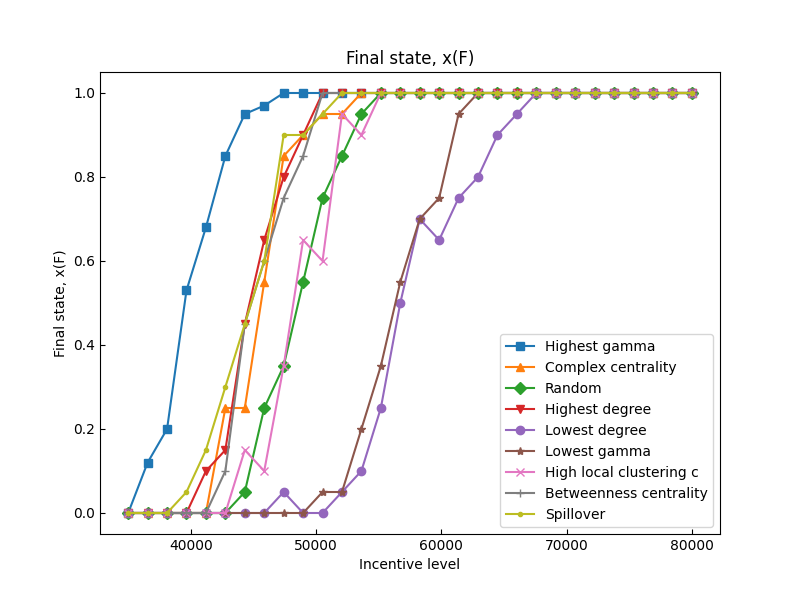 Final state, x(F)
1.0
0.8
0.6
0.4
0.2
0.0
Final state, x(F)
40000
50000
60000
70000
80000
Incentive level
Highest gamma
Complex centrality
Random
Highest degree
Lowest degree
Lowest gamma
High local clustering c
Betweenness centrality
Spillover